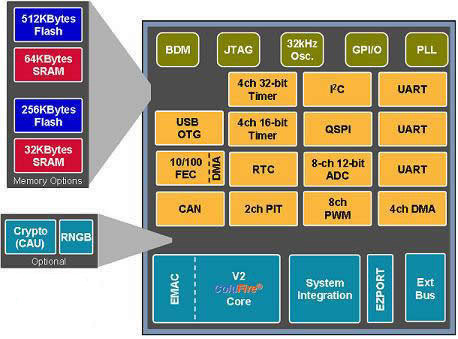 512KBytes
Flash
64KBytes
SRAM
256KBytes
Flash
32KBytes
SRAM
Memory Options
Crypto
(CAU)
RNGB
Optional
BDM
JTAG
32kHz
Osc.
GPI/O
PLL
4ch 32-bit
Timer
I²C
UART
USB
OTG
4ch 16-bit
Timer
QSPI
UART
10/100
FEC
DMA
RTC
8-ch 12-bit
ADC
UART
CAN
2ch PIT
8ch
PWM
4ch DMA
EMAC
V2
ColdFire®
Core
System
Integration
EZPORT
Ext
Bus